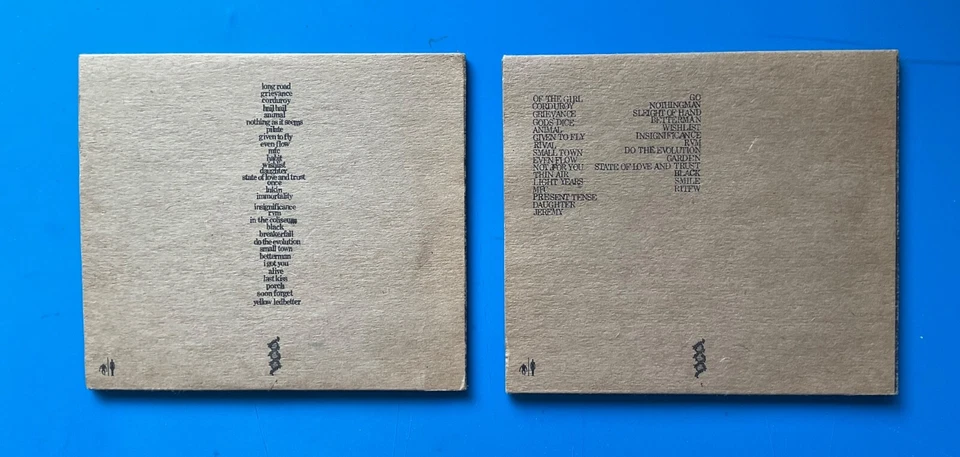 long road
grievance
corduroy
hail hail
animal
nothing as it seems
pilate
given to fly
even flow
mfc
habit
wishlist
daughter
state of love and trust
once
lukin
immortality
insignificance
rvm
in the coliseum
black
breakerfall
do the evolution
small town
betterman
i got you
alive
last kiss
porch
soon forget
yellow ledbetter
OF THE GIRL
CORDUROY
GRIEVANCE
GODS' DICE
ANIMAL
GIVEN TO FLY
RIVAL
SMALL TOWN
EVEN FLOW
NOT FOR YOU
THIN AIR
LIGHT YEARS
MFC
PRESENT TENSE
DAUGHTER
JEREMY
GO
NOTHINGMAN
SLEIGHT OF HAND
BETTERMAN
WISHLIST
INSIGNIFICANCE
RVM
DO THE EVOLUTION
GARDEN
STATE OF LOVE AND TRUST
BLACK
SMILE
RITFW